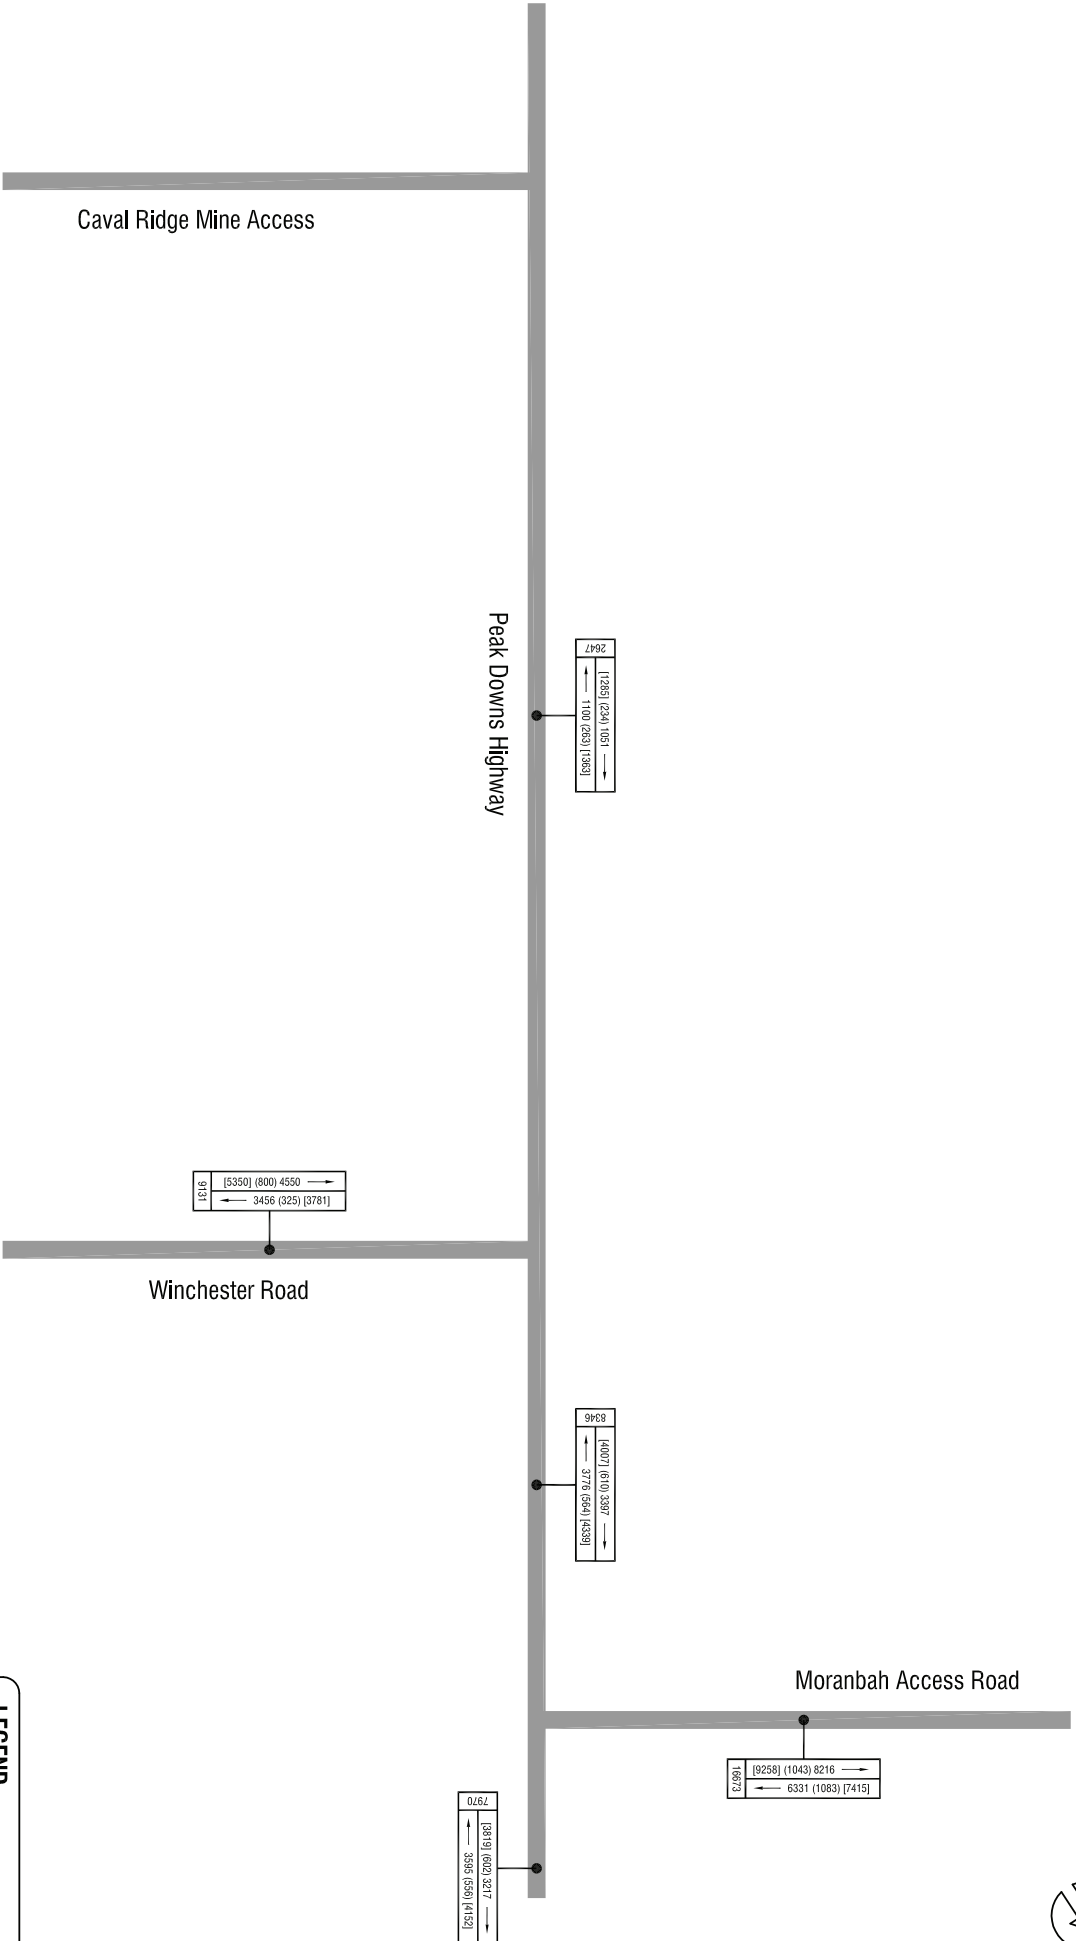 Caval Ridge Mine Access
Peak Downs Highway
2647
[1285] (234) 1051
1100 (263) [1363]
9131
[5350] (800) 4550
3456 (325) [3781]
Winchester Road
8346
[4007] (610) 3397
3776 (564) [4339]
Moranbah Access Road
16673
[9258] (1043) 8216
6331 (1083) [7415]
7970
[3819] (602) 3217
3595 (556) [4152]
LEGEND